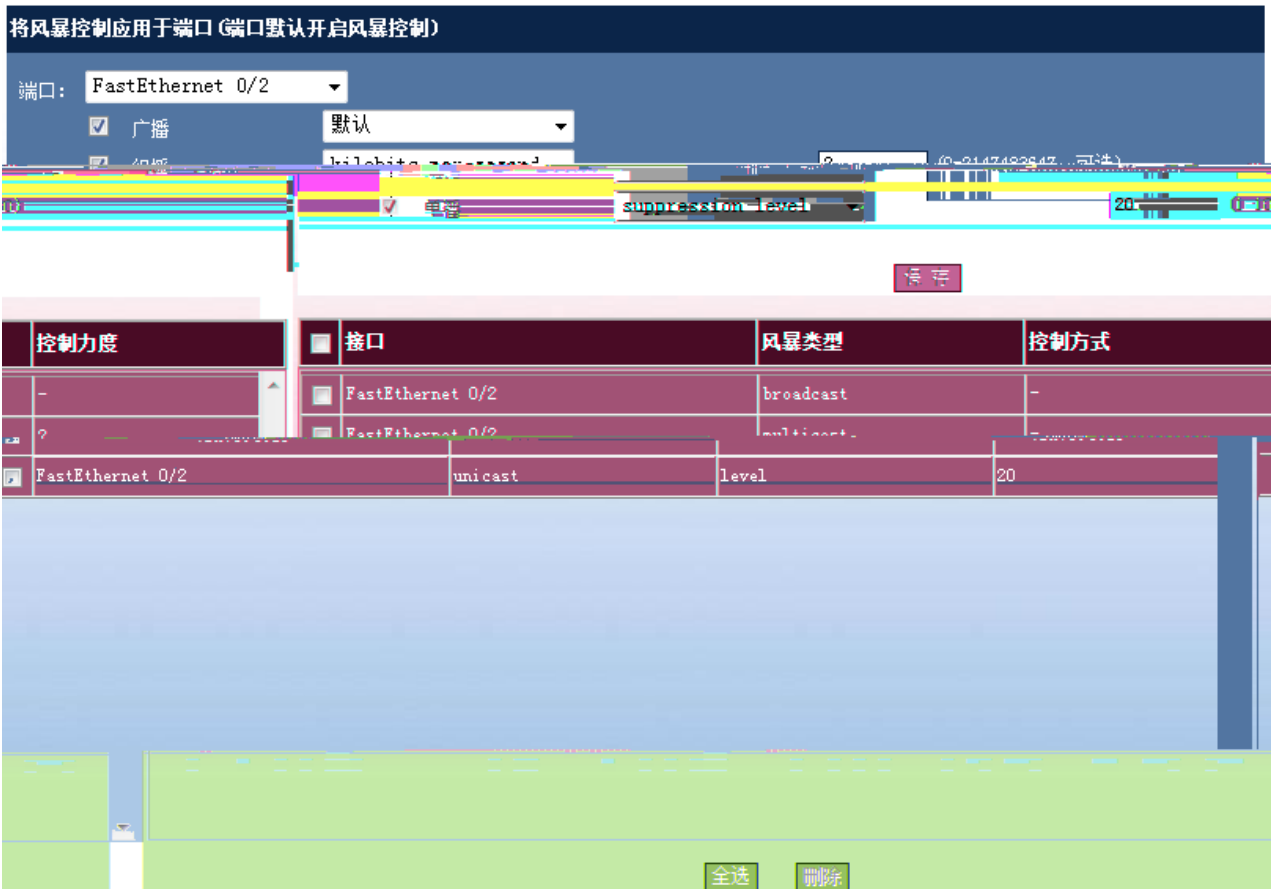 将风暴控制应用于端口(端口默认开启风暴控制)
端口: FastEthernet 0/2
广播 默认
suppression level 20
保 存
控制力度 接口 风暴类型 控制方式
- FastEthernet 0/2 broadcast -
FastEthernet 0/2
FastEthernet 0/2 unicast level 20
全选 删除